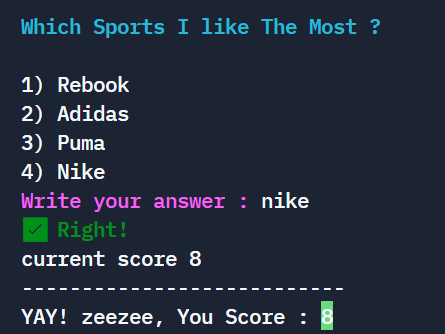 Which Sports I like The Most ?
1) Rebook
2) Adidas
3) Puma
4) Nike
Write your answer : nike
✅ Right!
current score 8
---------------------------
YAY! zeezee, You Score : 8